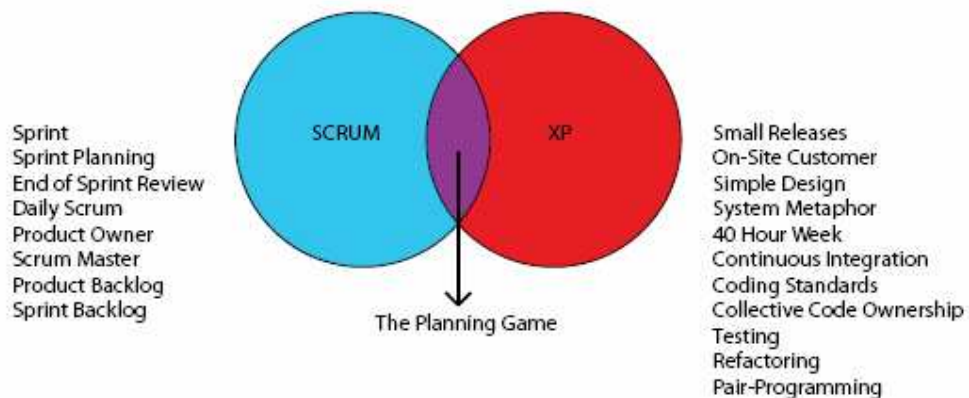 SCRUM
XP
Sprint
Sprint Planning
End of Sprint Review
Daily Scrum
Product Owner
Scrum Master
Product Backlog
Sprint Backlog
The Planning Game
Small Releases
On-Site Customer
Simple Design
System Metaphor
40 Hour Week
Continuous Integration
Coding Standards
Collective Code Ownership
Testing
Refactoring
Pair-Programming